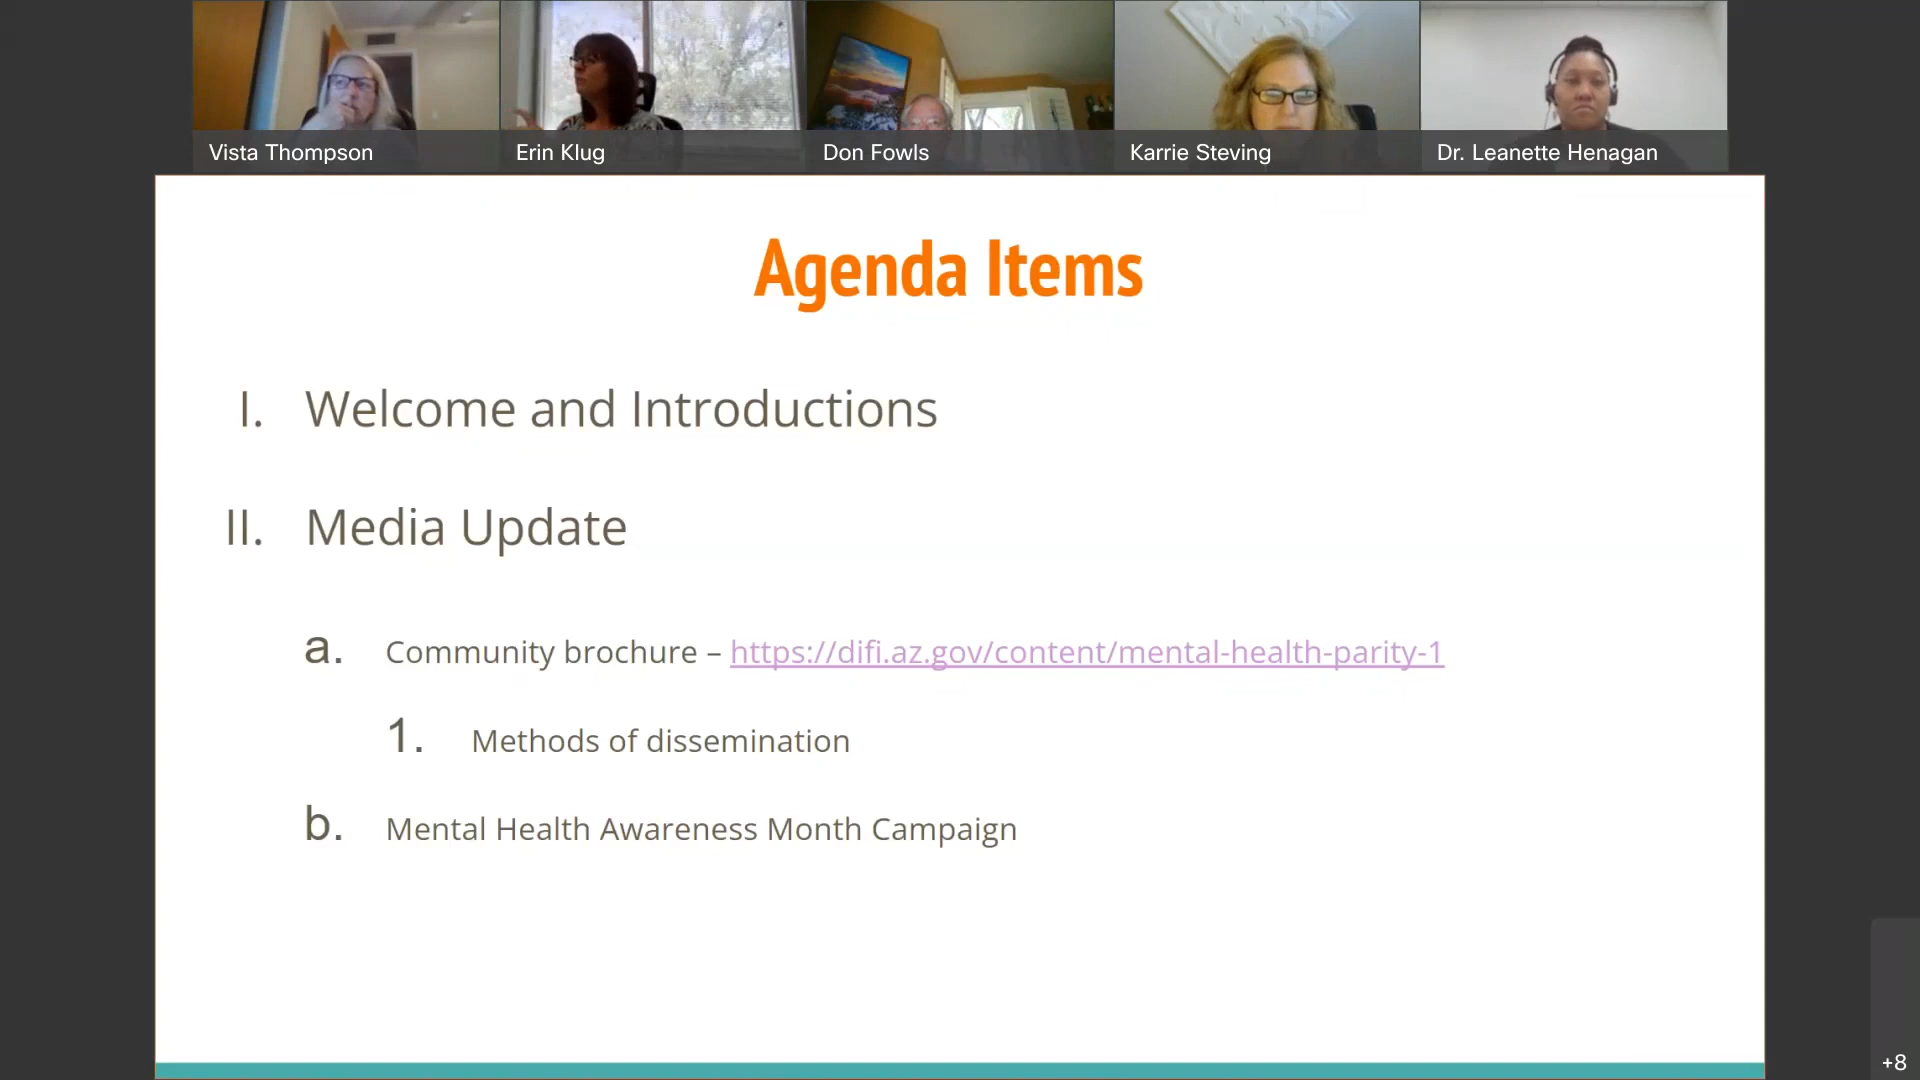 Vista Thompson
Erin Klug
Don Fowls
Karrie Steving
Dr. Leanette Henagan
Agenda Items
I. Welcome and Introductions
II. Media Update
a. Community brochure – https://difi.az.gov/content/mental-health-parity-1
1. Methods of dissemination
b. Mental Health Awareness Month Campaign
+8